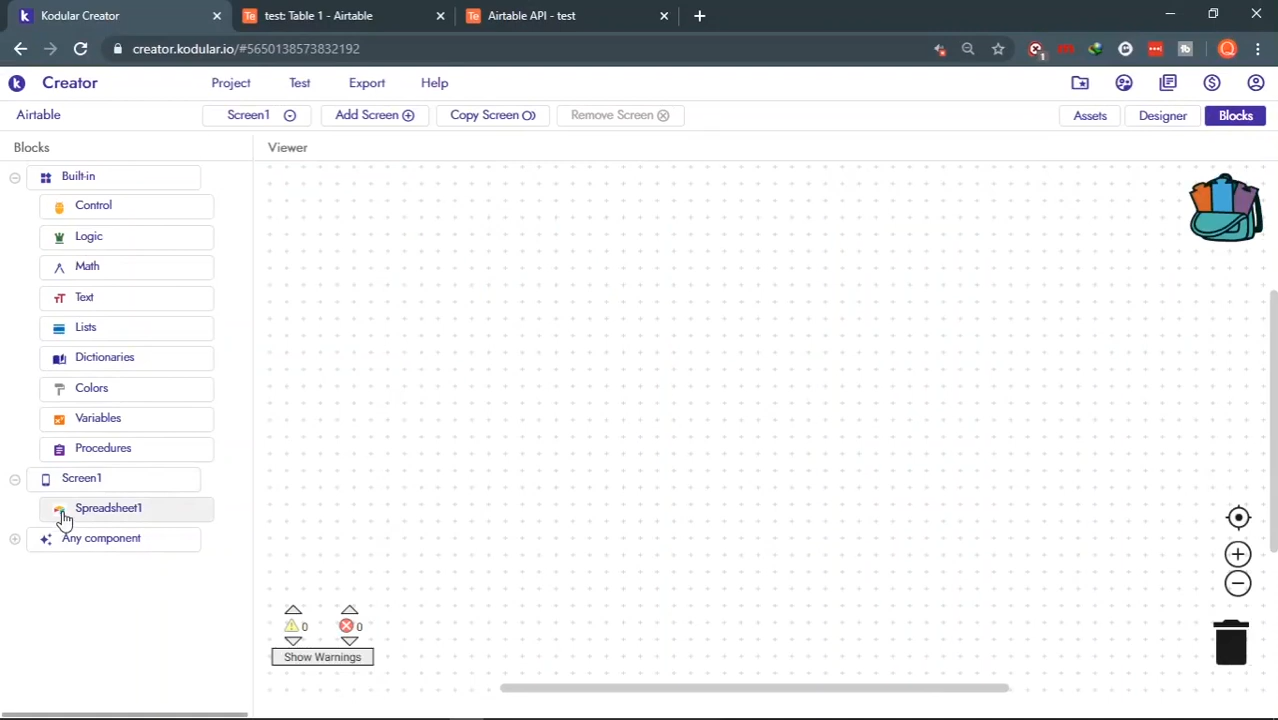 Kodular Creator
test: Table 1 - Airtable
Airtable API - test
creator.kodular.io/#5650138573832192
Creator
Project
Test
Export
Help
Airtable
Screen1
Add Screen
Copy Screen
Remove Screen
Assets
Designer
Blocks
Blocks
Viewer
Built-in
Control
Logic
Math
Text
Lists
Dictionaries
Colors
Variables
Procedures
Screen1
Spreadsheet1
Any component
0
0
Show Warnings